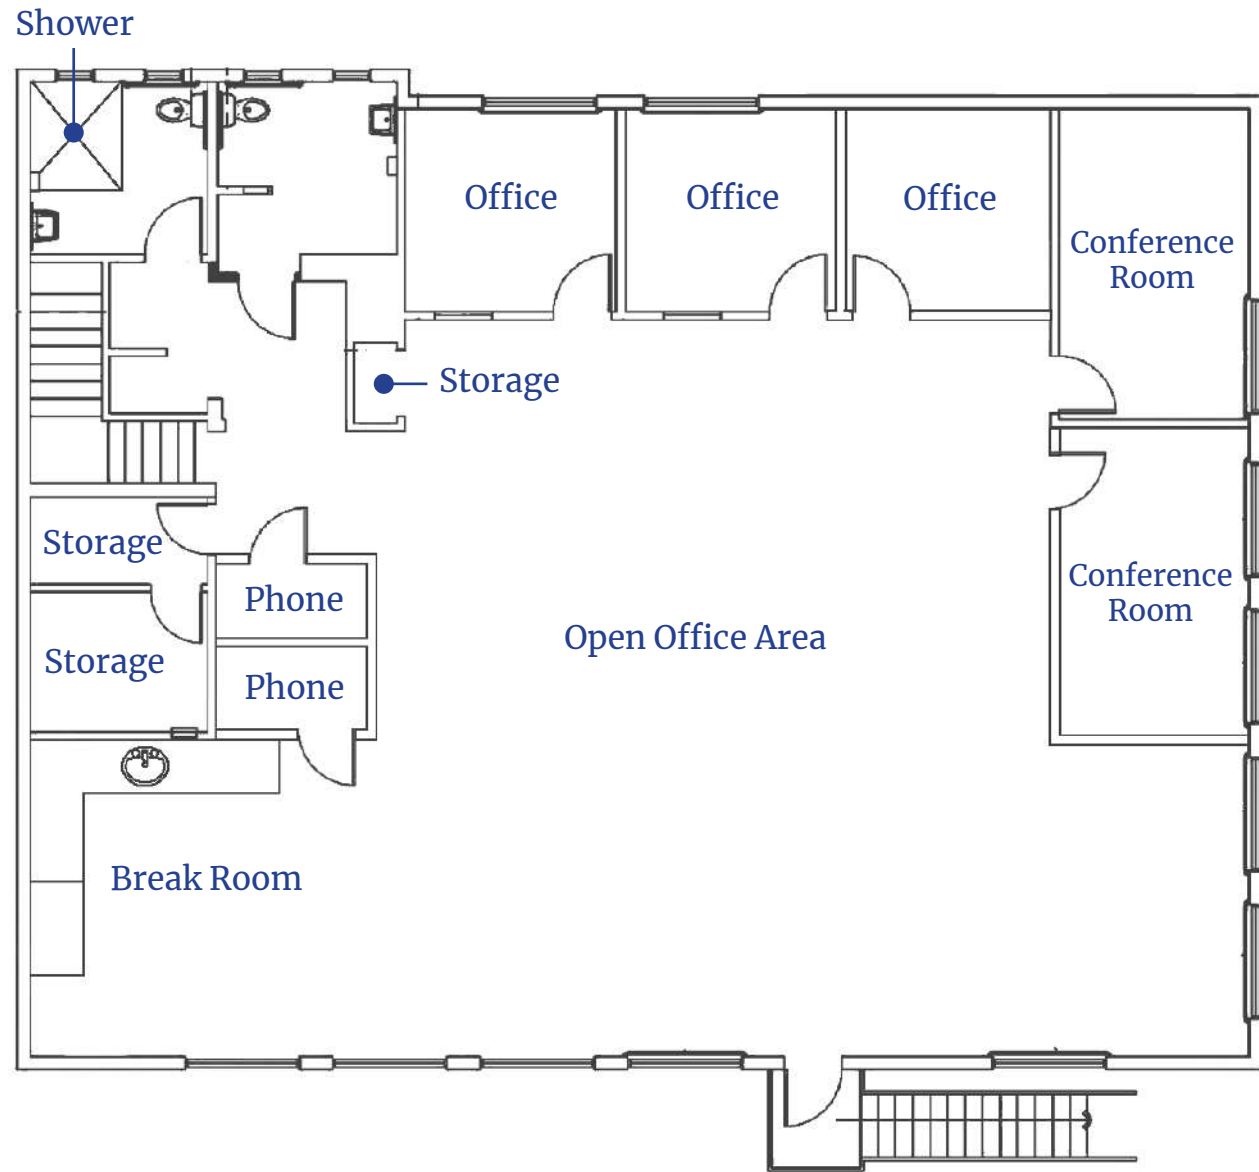 Shower
Office
Office
Office
Conference
Room
Storage
Storage
Phone
Conference
Room
Open Office Area
Storage
Phone
Break Room